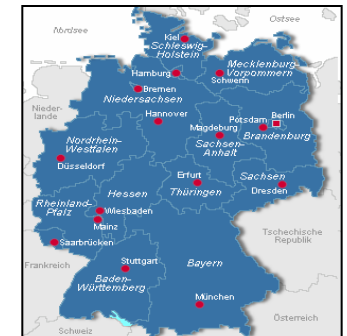 Nordsee
Ostsee
Kiel
Schleswig-
Holstein
Mecklenburg-
Vorpommern
Hamburg
Schwerin
Bremen
Niedersachsen
Nieder-
lande
Hannover
Potsdam
Berlin
Magdeburg
Brandenburg
Sachsen-
Anhalt
Nordrhein-
Westfalen
Düsseldorf
Erfurt
Thüringen
Sachsen
Dresden
Hessen
Rheinland-
Pfalz
Wiesbaden
Mainz
Saarbrücken
Tschechische
Republik
Frankreich
Stuttgart
Baden-
Württemberg
Bayern
München
Österreich
Schweiz